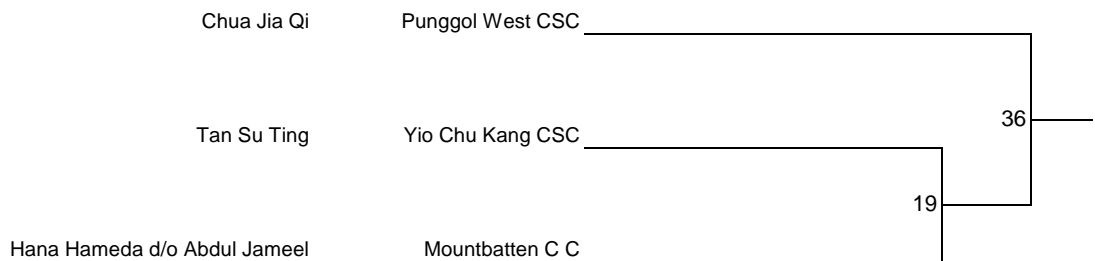 Chua Jia Qi Punggol West CSC
36
Tan Su Ting Yio Chu Kang CSC
19
Hana Hameda d/o Abdul Jameel Mountbatten C C